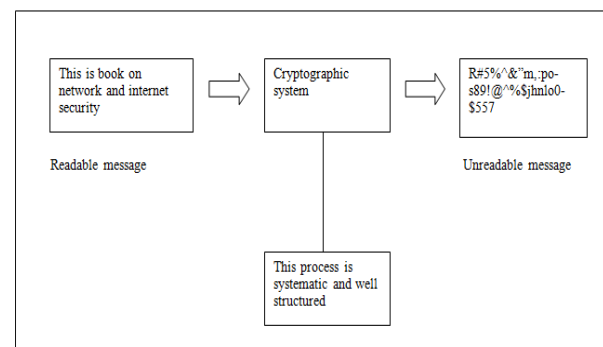 This is book on
network and internet
security
Cryptographic
system
R#5%^&”m,:po-
s89!@^%$jhnlo0-
$557
Readable message
Unreadable message
This process is
systematic and well
structured